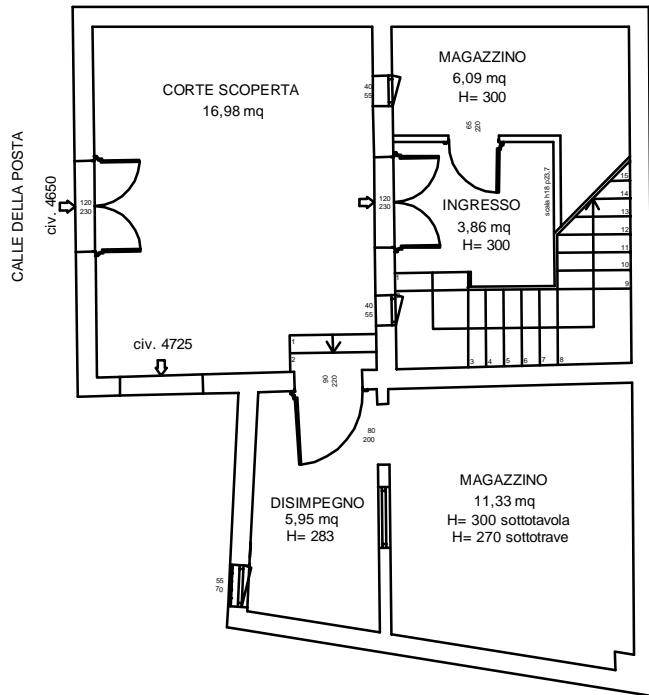 MAGAZZINO
6,09 mq
H= 300
CORTE SCOPERTA
16,98 mq
40
55
65
220
CALLE DELLA POSTA
civ. 4650
120
230
120
230
INGRESSO
3,86 mq
H= 300
scala h18 p23,7
15
14
13
12
11
10
9
1
40
55
3
4
5
6
7
8
civ. 4725
1
2
90
220
80
200
DISIMPEGNO
5,95 mq
H= 283
MAGAZZINO
11,33 mq
H= 300 sottotavola
H= 270 sottotrave
55
70